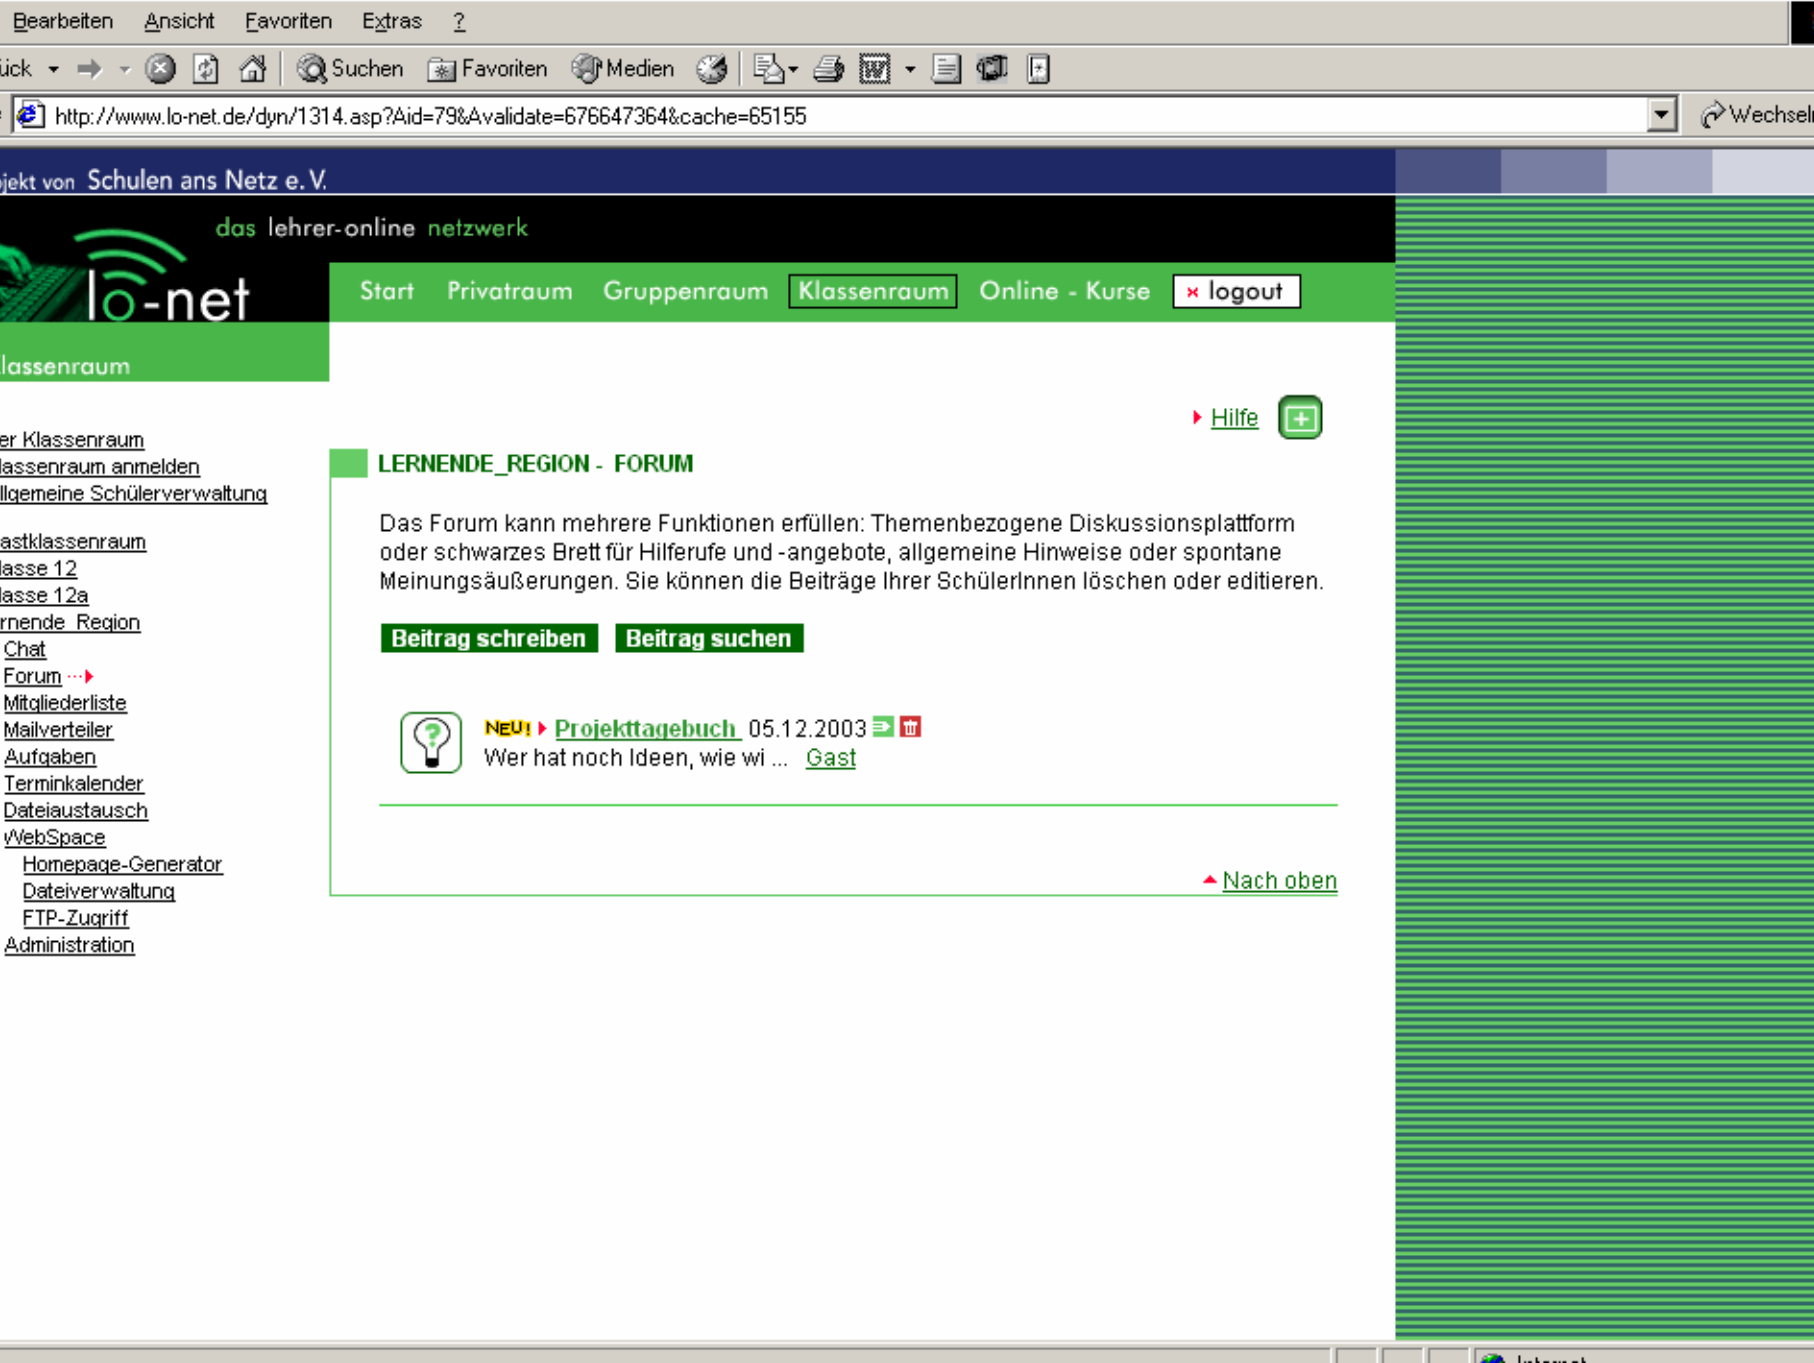 Bearbeiten Ansicht Favoriten Extras ?
ück Suchen Favoriten Medien
http://www.lo-net.de/dyn/1314.asp?Aid=79&Avalidate=676647364&cache=65155 Wechseln
jekt von Schulen ans Netz e.V.
das lehrer-online netzwerk
lo-net
Start Privatraum Gruppenraum Klassenraum Online - Kurse × logout
lassenraum
Hilfe
er Klassenraum
lassenraum anmelden
llgemeine Schülerverwaltung
astklassenraum
lasse 12
lasse 12a
rnende_Region
Chat
Forum
Mitgliederliste
Mailverteiler
Aufgaben
Terminkalender
Dateiaustausch
WebSpace
Homepage-Generator
Dateiverwaltung
FTP-Zugriff
Administration
LERNENDE_REGION - FORUM
Das Forum kann mehrere Funktionen erfüllen: Themenbezogene Diskussionsplattform
oder schwarzes Brett für Hilferufe und -angebote, allgemeine Hinweise oder spontane
Meinungsäußerungen. Sie können die Beiträge Ihrer SchülerInnen löschen oder editieren.
Beitrag schreiben Beitrag suchen
NEU! Projekttagebuch 05.12.2003
Wer hat noch Ideen, wie wi ... Gast
Nach oben
Internet